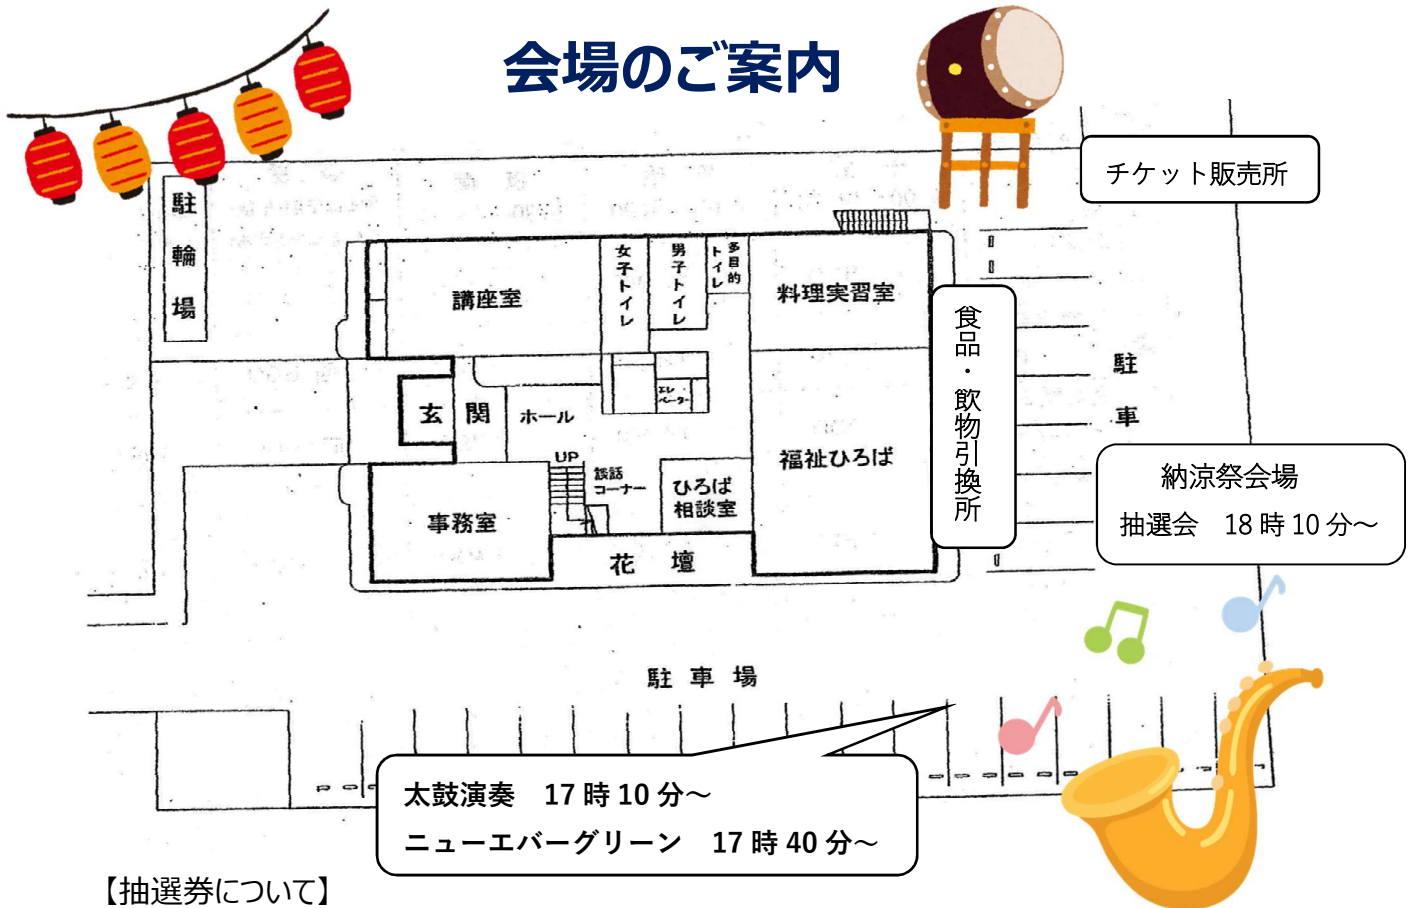 会場のご案内
チケット販売所
駐輪場
講座室
女子トイレ
男子トイレ
多目的
トイレ
料理実習室
食品・飲物引換所
駐車
玄関
ホール
エレ
ベーター
UP
談話
コーナー
ひろば
相談室
福祉ひろば
納涼祭会場
抽選会 18時10分~
事務室
花壇
駐車場
太鼓演奏 17時10分~
ニューエバーグリーン 17時40分~
【抽選券について】